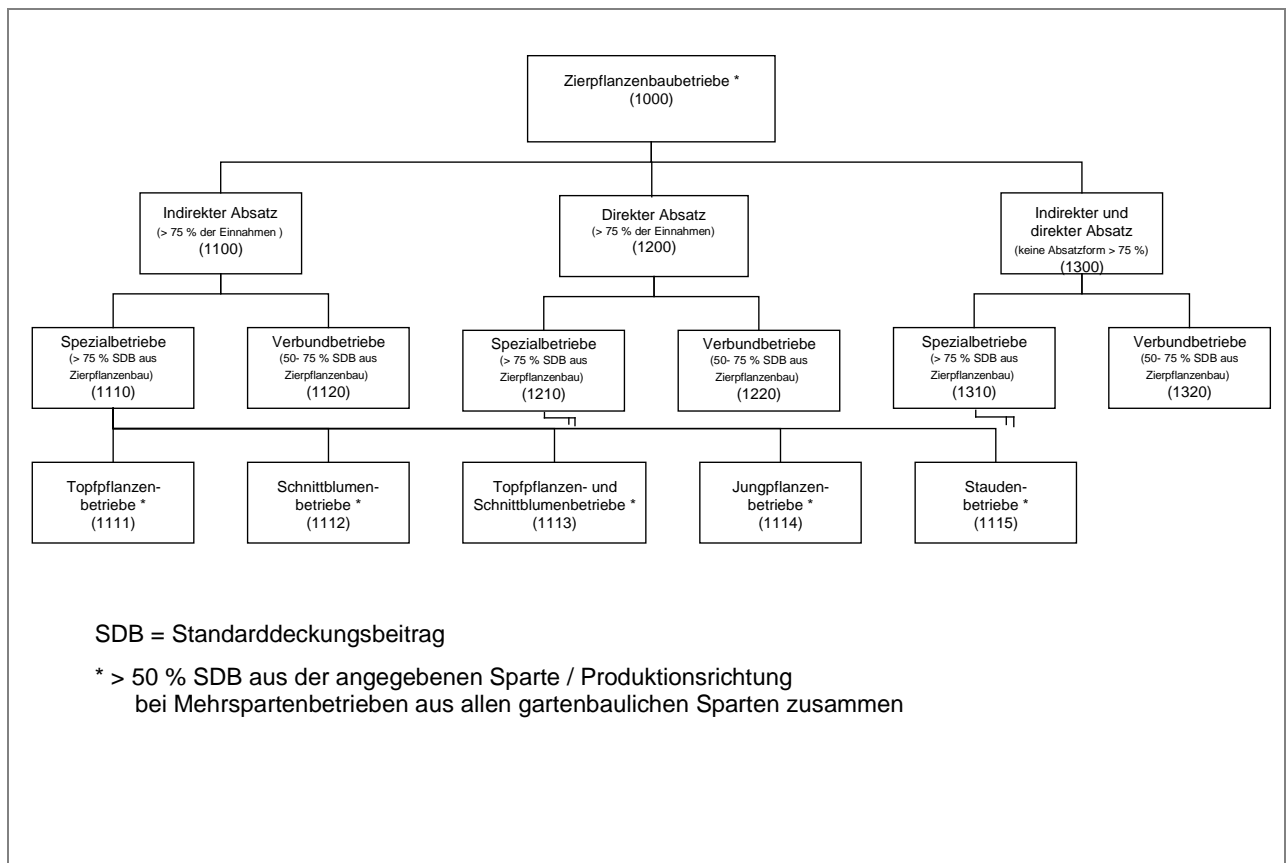 Zierpflanzenbaubetriebe *
(1000)
Indirekter Absatz
(> 75 % der Einnahmen )
(1100)
Direkter Absatz
(> 75 % der Einnahmen)
(1200)
Indirekter und
direkter Absatz
(keine Absatzform > 75 %)
(1300)
Spezialbetriebe
(> 75 % SDB aus
Zierpflanzenbau)
(1110)
Verbundbetriebe
(50- 75 % SDB aus
Zierpflanzenbau)
(1120)
Spezialbetriebe
(> 75 % SDB aus
Zierpflanzenbau)
(1210)
Verbundbetriebe
(50- 75 % SDB aus
Zierpflanzenbau)
(1220)
Spezialbetriebe
(> 75 % SDB aus
Zierpflanzenbau)
(1310)
Verbundbetriebe
(50- 75 % SDB aus
Zierpflanzenbau)
(1320)
Topfpflanzen-
betriebe *
(1111)
Schnittblumen-
betriebe *
(1112)
Topfpflanzen- und
Schnittblumenbetriebe *
(1113)
Jungpflanzen-
betriebe *
(1114)
Stauden-
betriebe *
(1115)
SDB = Standarddeckungsbeitrag
* > 50 % SDB aus der angegebenen Sparte / Produktionsrichtung
bei Mehrspartenbetrieben aus allen gartenbaulichen Sparten zusammen